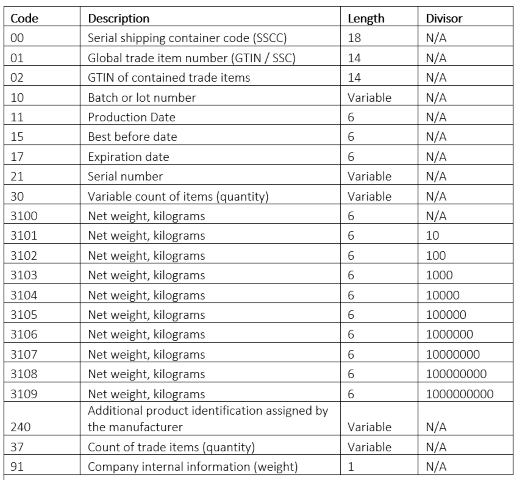 Code Description Length Divisor
00 Serial shipping container code (SSCC) 18 N/A
01 Global trade item number (GTIN / SSC) 14 N/A
02 GTIN of contained trade items 14 N/A
10 Batch or lot number Variable N/A
11 Production Date 6 N/A
15 Best before date 6 N/A
17 Expiration date 6 N/A
21 Serial number Variable N/A
30 Variable count of items (quantity) Variable N/A
3100 Net weight, kilograms 6 N/A
3101 Net weight, kilograms 6 10
3102 Net weight, kilograms 6 100
3103 Net weight, kilograms 6 1000
3104 Net weight, kilograms 6 10000
3105 Net weight, kilograms 6 100000
3106 Net weight, kilograms 6 1000000
3107 Net weight, kilograms 6 10000000
3108 Net weight, kilograms 6 100000000
3109 Net weight, kilograms 6 1000000000
Additional product identification assigned by
240 the manufacturer Variable N/A
37 Count of trade items (quantity) Variable N/A
91 Company internal information (weight) 1 N/A